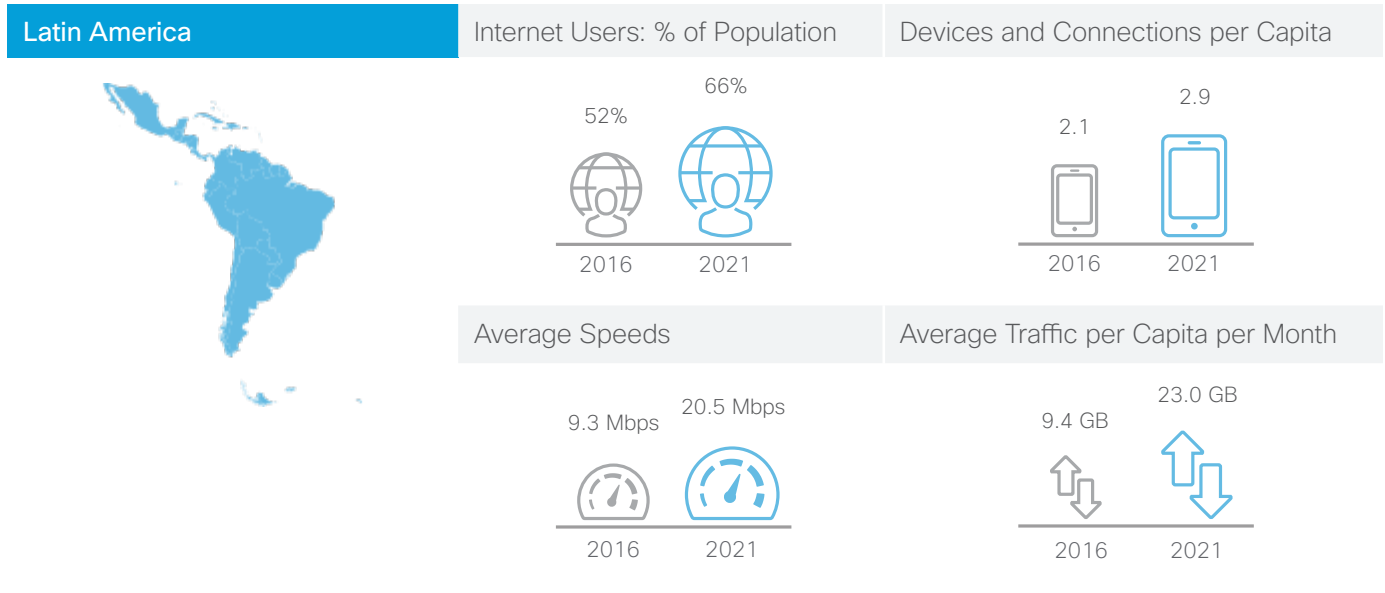 Latin America
Internet Users: % of Population
Devices and Connections per Capita
52%
66%
2016
2021
2.1
2.9
2016
2021
Average Speeds
Average Traffic per Capita per Month
9.3 Mbps
20.5 Mbps
2016
2021
9.4 GB
23.0 GB
2016
2021